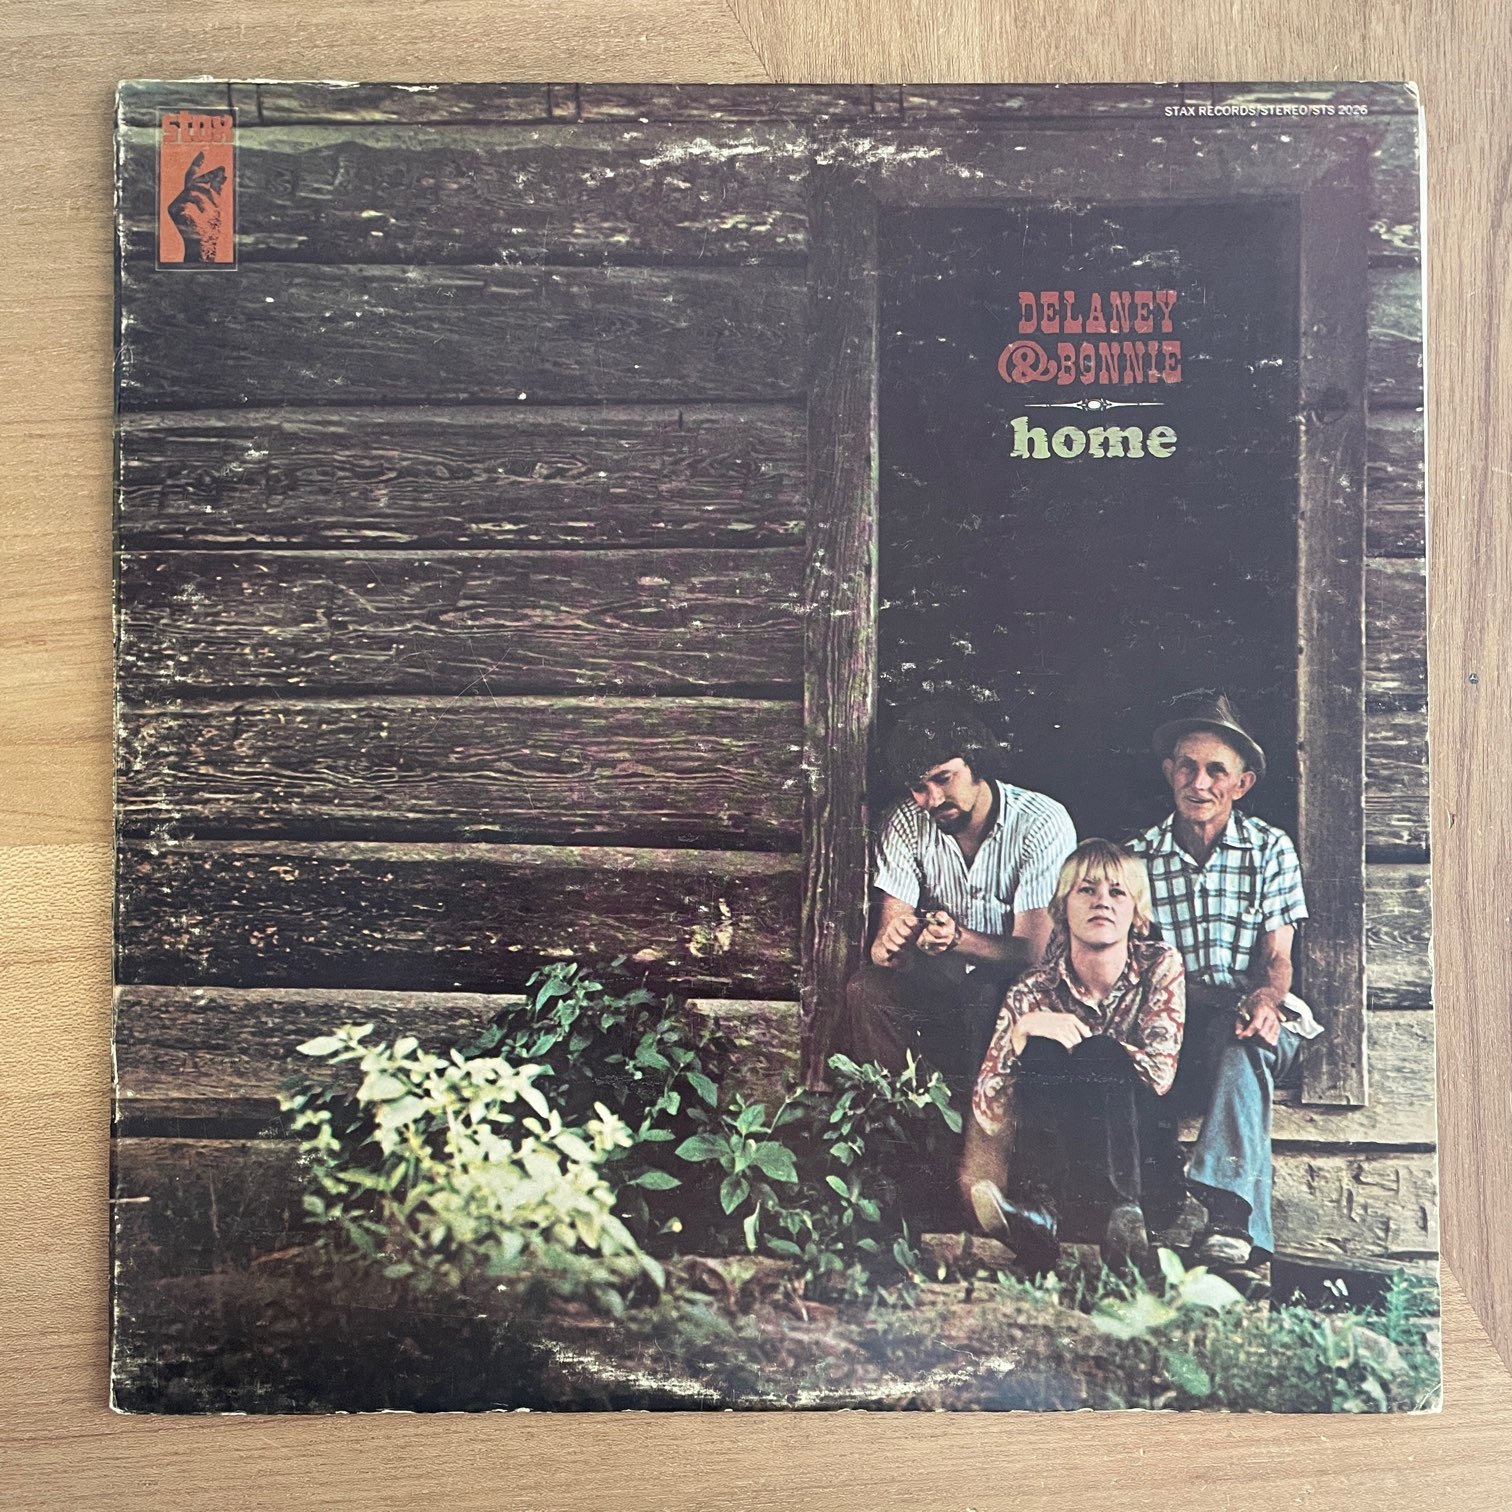 stax
STAX RECORDS/STEREO/STS 2026
DELANEY
&BONNIE
home